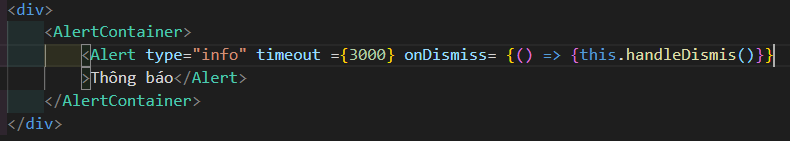 <div>
<AlertContainer>
<Alert type="info" timeout ={3000} onDismiss= {() => {this.handleDismis()}}
>Thông báo</Alert>
</AlertContainer>
</div>